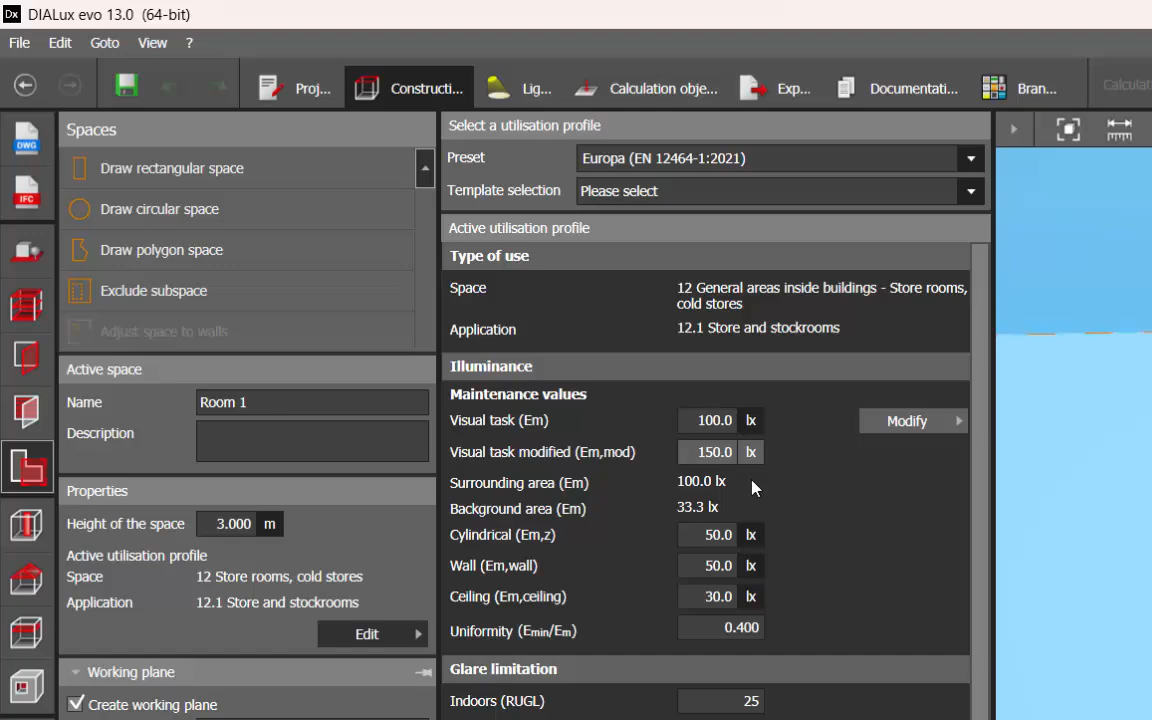 Dx DIALux evo 13.0 (64-bit)
File Edit Goto View ?
Proj... Constructi... Lig... Calculation obje... Exp... Documentati... Bran...
DWG
IFC
Spaces
Draw rectangular space
Draw circular space
Draw polygon space
Exclude subspace
Adjust space to walls
Active space
Name Room 1
Description
Properties
Height of the space 3.000 m
Active utilisation profile
Space 12 Store rooms, cold stores
Application 12.1 Store and stockrooms
Edit
Working plane
Create working plane
Select a utilisation profile
Preset Europa (EN 12464-1:2021)
Template selection Please select
Active utilisation profile
Type of use
Space 12 General areas inside buildings - Store rooms,
cold stores
Application 12.1 Store and stockrooms
Illuminance
Maintenance values
Visual task (Em) 100.0 lx Modify
Visual task modified (Em,mod) 150.0 lx
Surrounding area (Em) 100.0 lx
Background area (Em) 33.3 lx
Cylindrical (Em,z) 50.0 lx
Wall (Em,wall) 50.0 lx
Ceiling (Em,ceiling) 30.0 lx
Uniformity (Emin/Em) 0.400
Glare limitation
Indoors (RUGL) 25